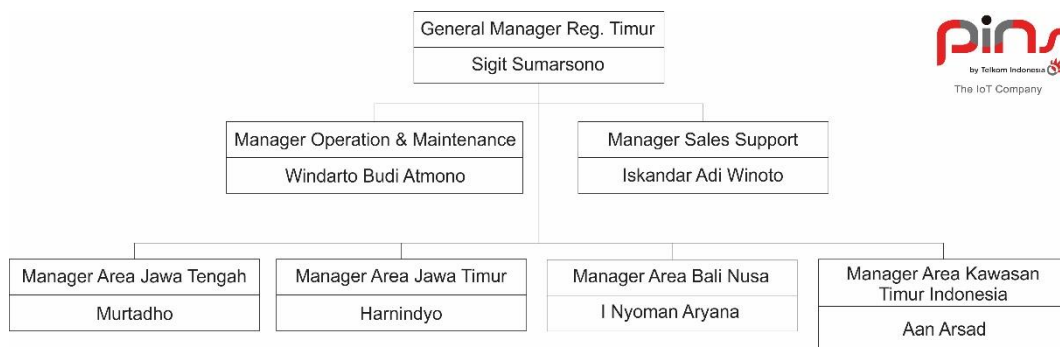 General Manager Reg. Timur
Sigit Sumarsono
pins
by Telkom Indonesia
The IoT Company
Manager Operation & Maintenance
Windarto Budi Atmono
Manager Sales Support
Iskandar Adi Winoto
Manager Area Jawa Tengah
Murtadho
Manager Area Jawa Timur
Harnindyo
Manager Area Bali Nusa
I Nyoman Aryana
Manager Area Kawasan
Timur Indonesia
Aan Arsad